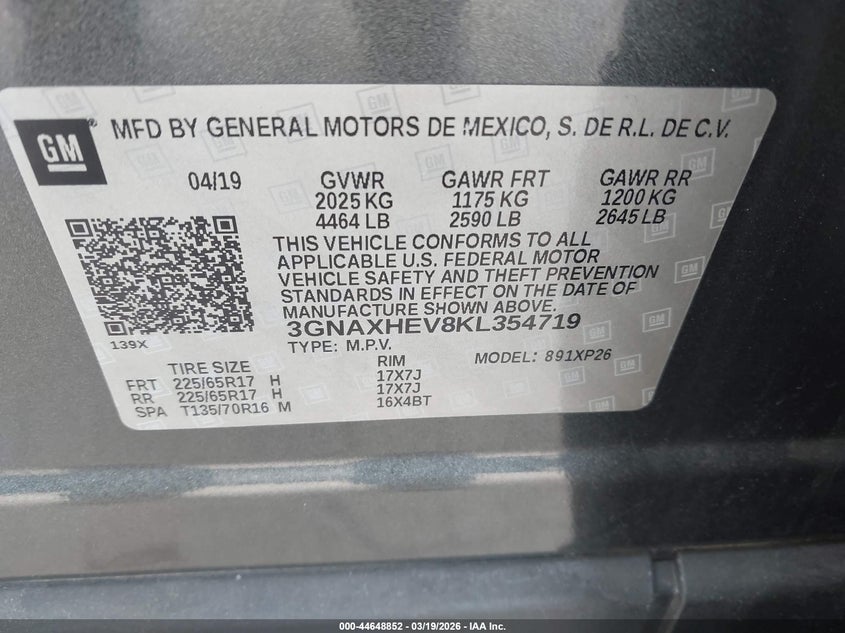 GM
MFD BY GENERAL MOTORS DE MEXICO, S. DE R.L. DE C.V.
04/19 GVWR GAWR FRT GAWR RR
2025 KG 1175 KG 1200 KG
4464 LB 2590 LB 2645 LB
THIS VEHICLE CONFORMS TO ALL
APPLICABLE U.S. FEDERAL MOTOR
VEHICLE SAFETY AND THEFT PREVENTION
STANDARDS IN EFFECT ON THE DATE OF
MANUFACTURE SHOWN ABOVE.
3GNAXHEV8KL354719
139X
TYPE: M.P.V. MODEL: 891XP26
TIRE SIZE RIM
FRT 225/65R17 H 17X7J
RR 225/65R17 H 17X7J
SPA T135/70R16 M 16X4BT
000-44648852 - 03/19/2026 - IAA Inc.